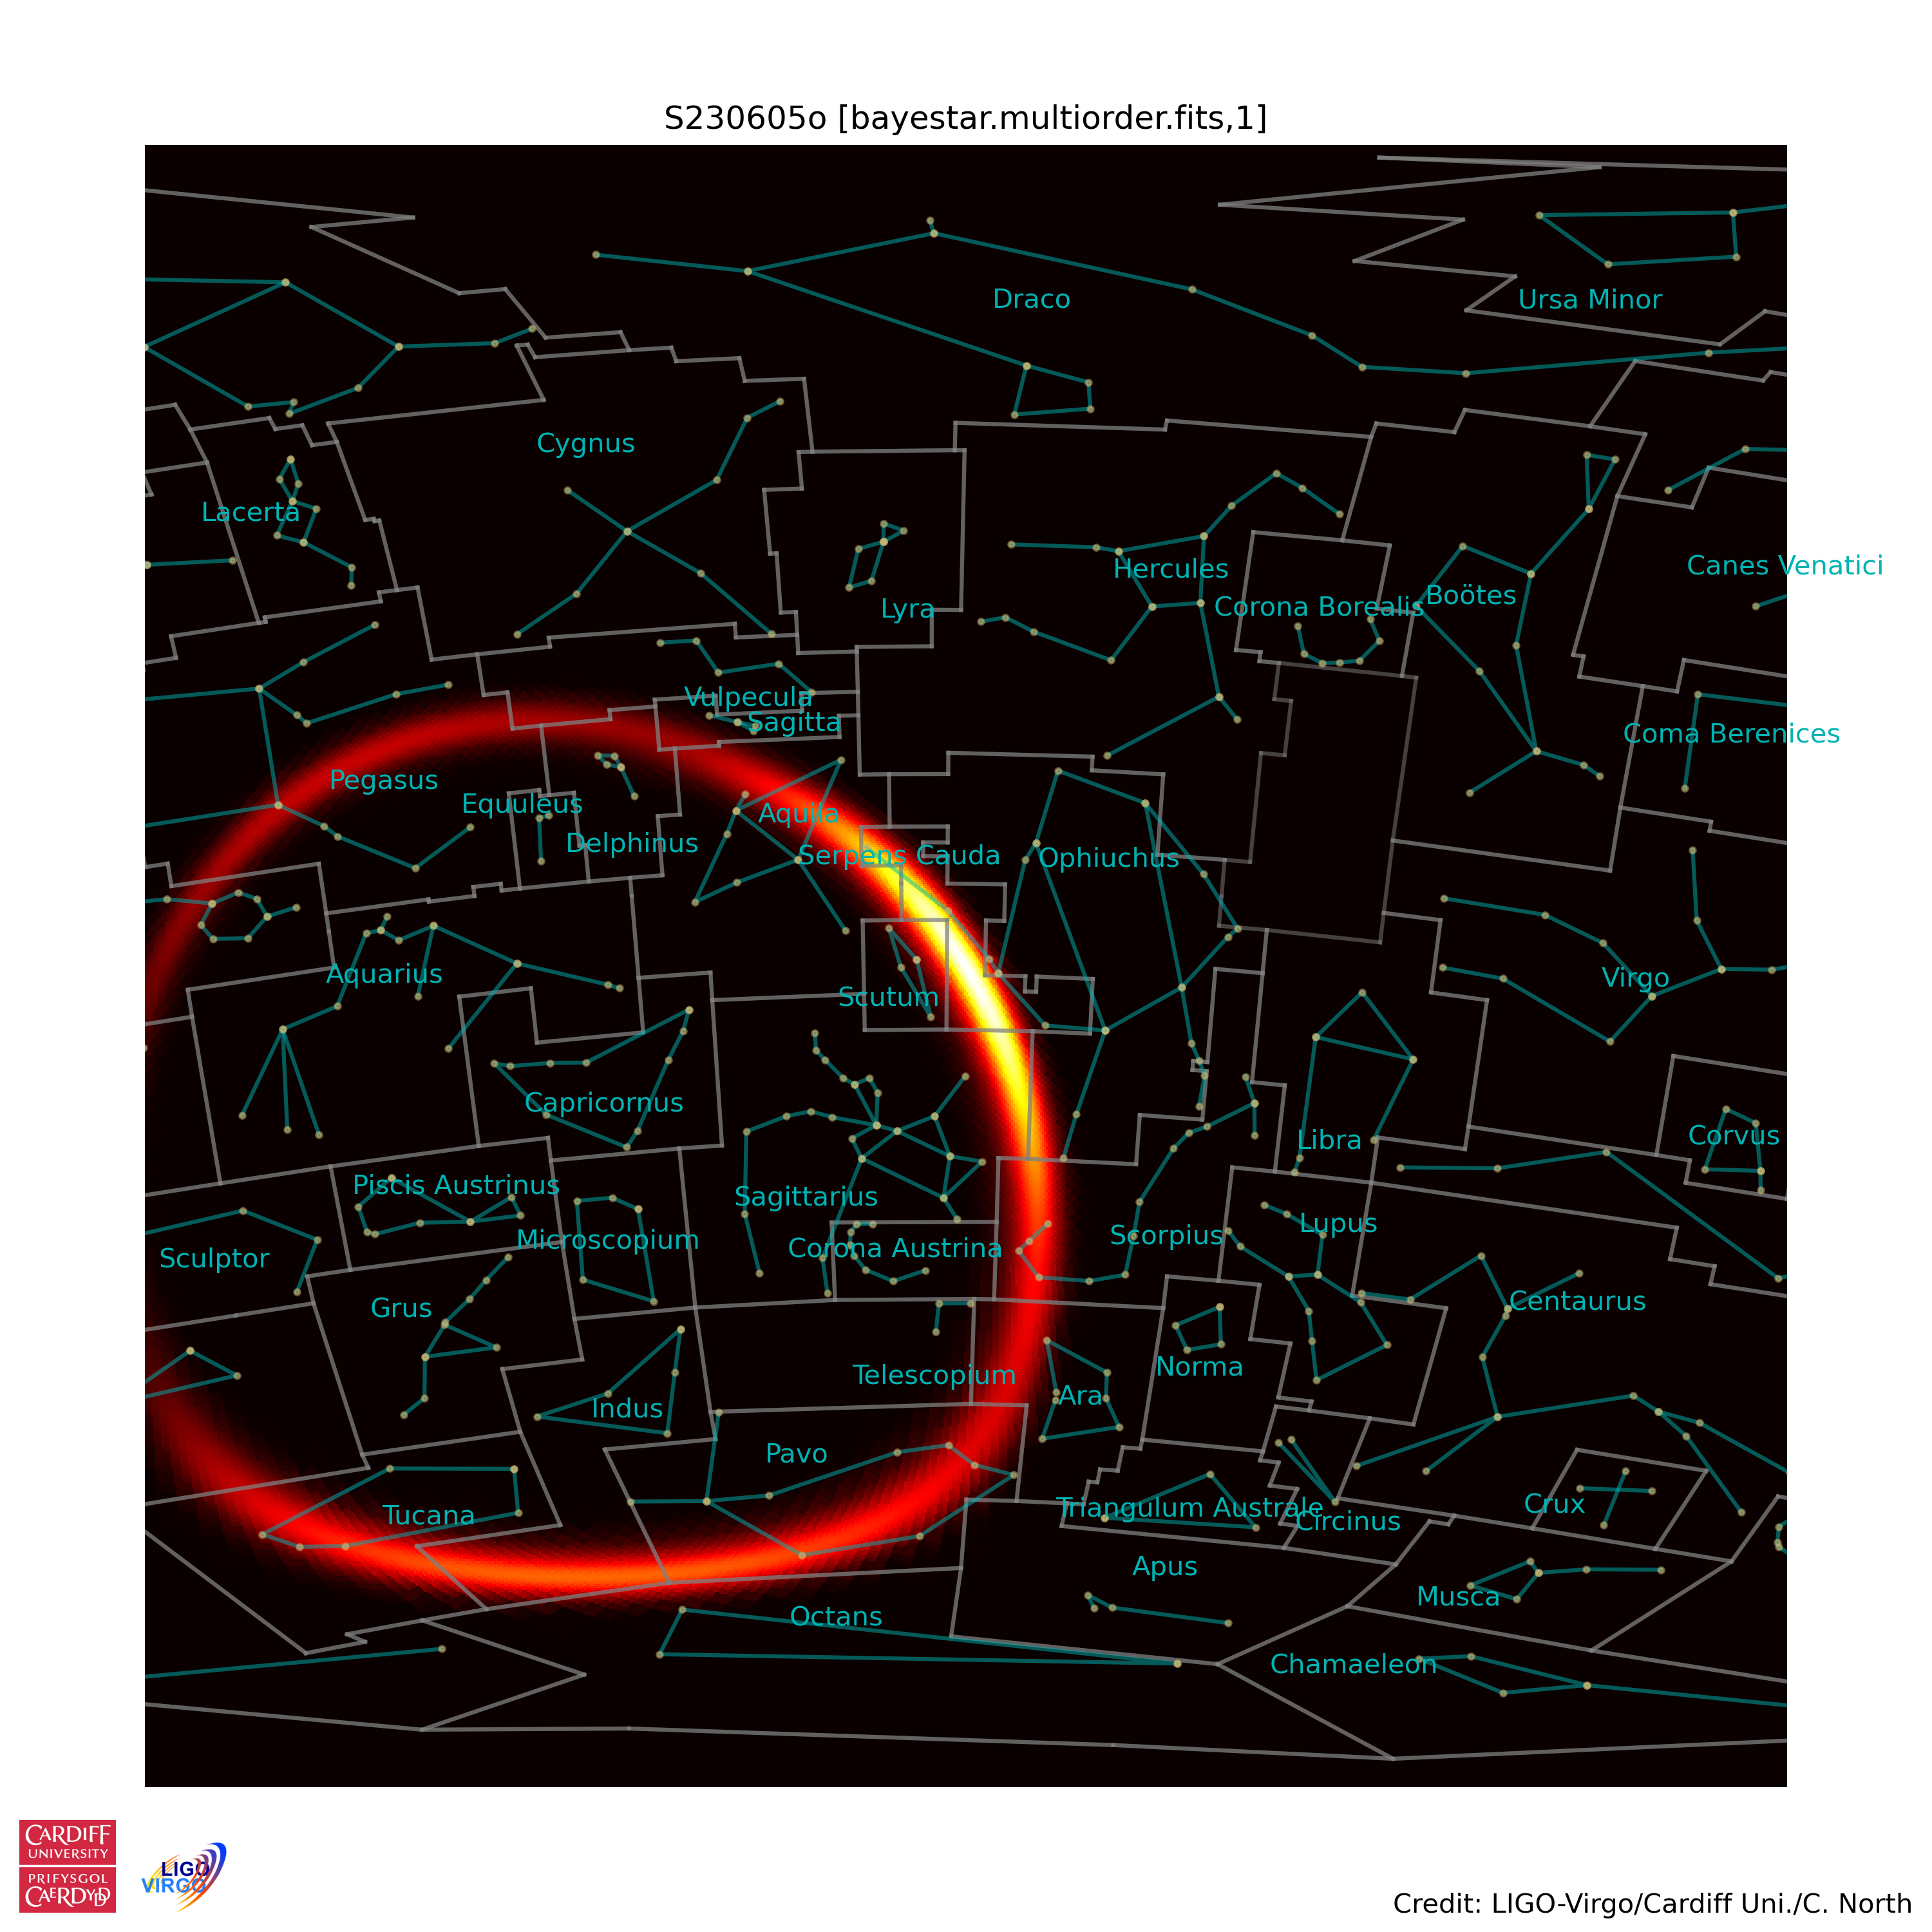 S230605o [bayestar.multiorder.fits,1]
Draco
Ursa Minor
Cygnus
Lacerta
Hercules
Canes Venatici
Boötes
Corona Borealis
Lyra
Vulpecula
Sagitta
Coma Berenices
Pegasus
Equuleus
Aquila
Delphinus
Serpens Cauda
Ophiuchus
Aquarius
Scutum
Virgo
Capricornus
Libra
Corvus
Piscis Austrinus
Sagittarius
Lupus
Sculptor
Microscopium
Corona Austrina
Scorpius
Grus
Centaurus
Telescopium
Norma
Indus
Ara
Pavo
Tucana
Triangulum Australe
Circinus
Crux
Apus
Musca
Octans
Chamaeleon
CARDIFF
UNIVERSITY
PRIFYSGOL
CAERDYDD
LIGO
VIRGO
Credit: LIGO-Virgo/Cardiff Uni./C. North